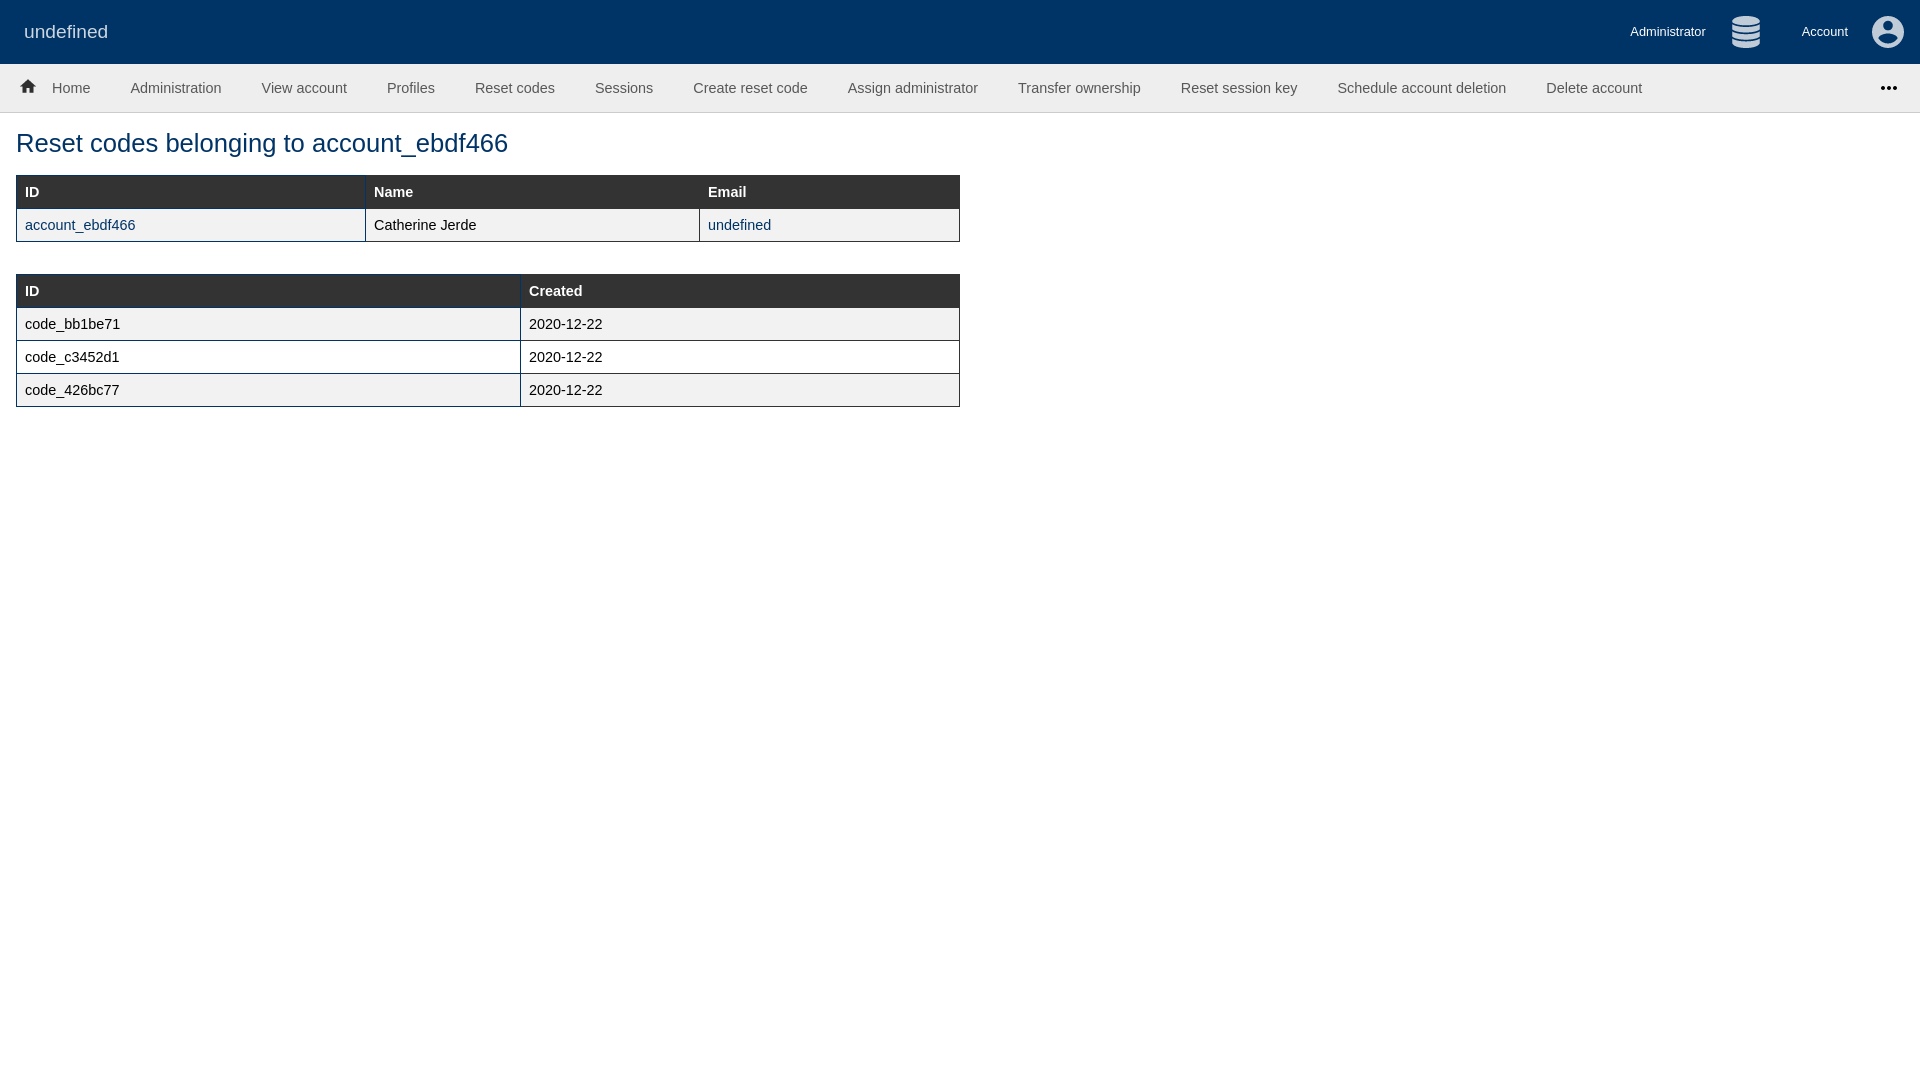 undefined
Administrator
Account
Home Administration View account Profiles Reset codes Sessions Create reset code Assign administrator Transfer ownership Reset session key Schedule account deletion Delete account
Reset codes belonging to account_ebdf466
ID Name Email
account_ebdf466 Catherine Jerde undefined
ID Created
code_bb1be71 2020-12-22
code_c3452d1 2020-12-22
code_426bc77 2020-12-22